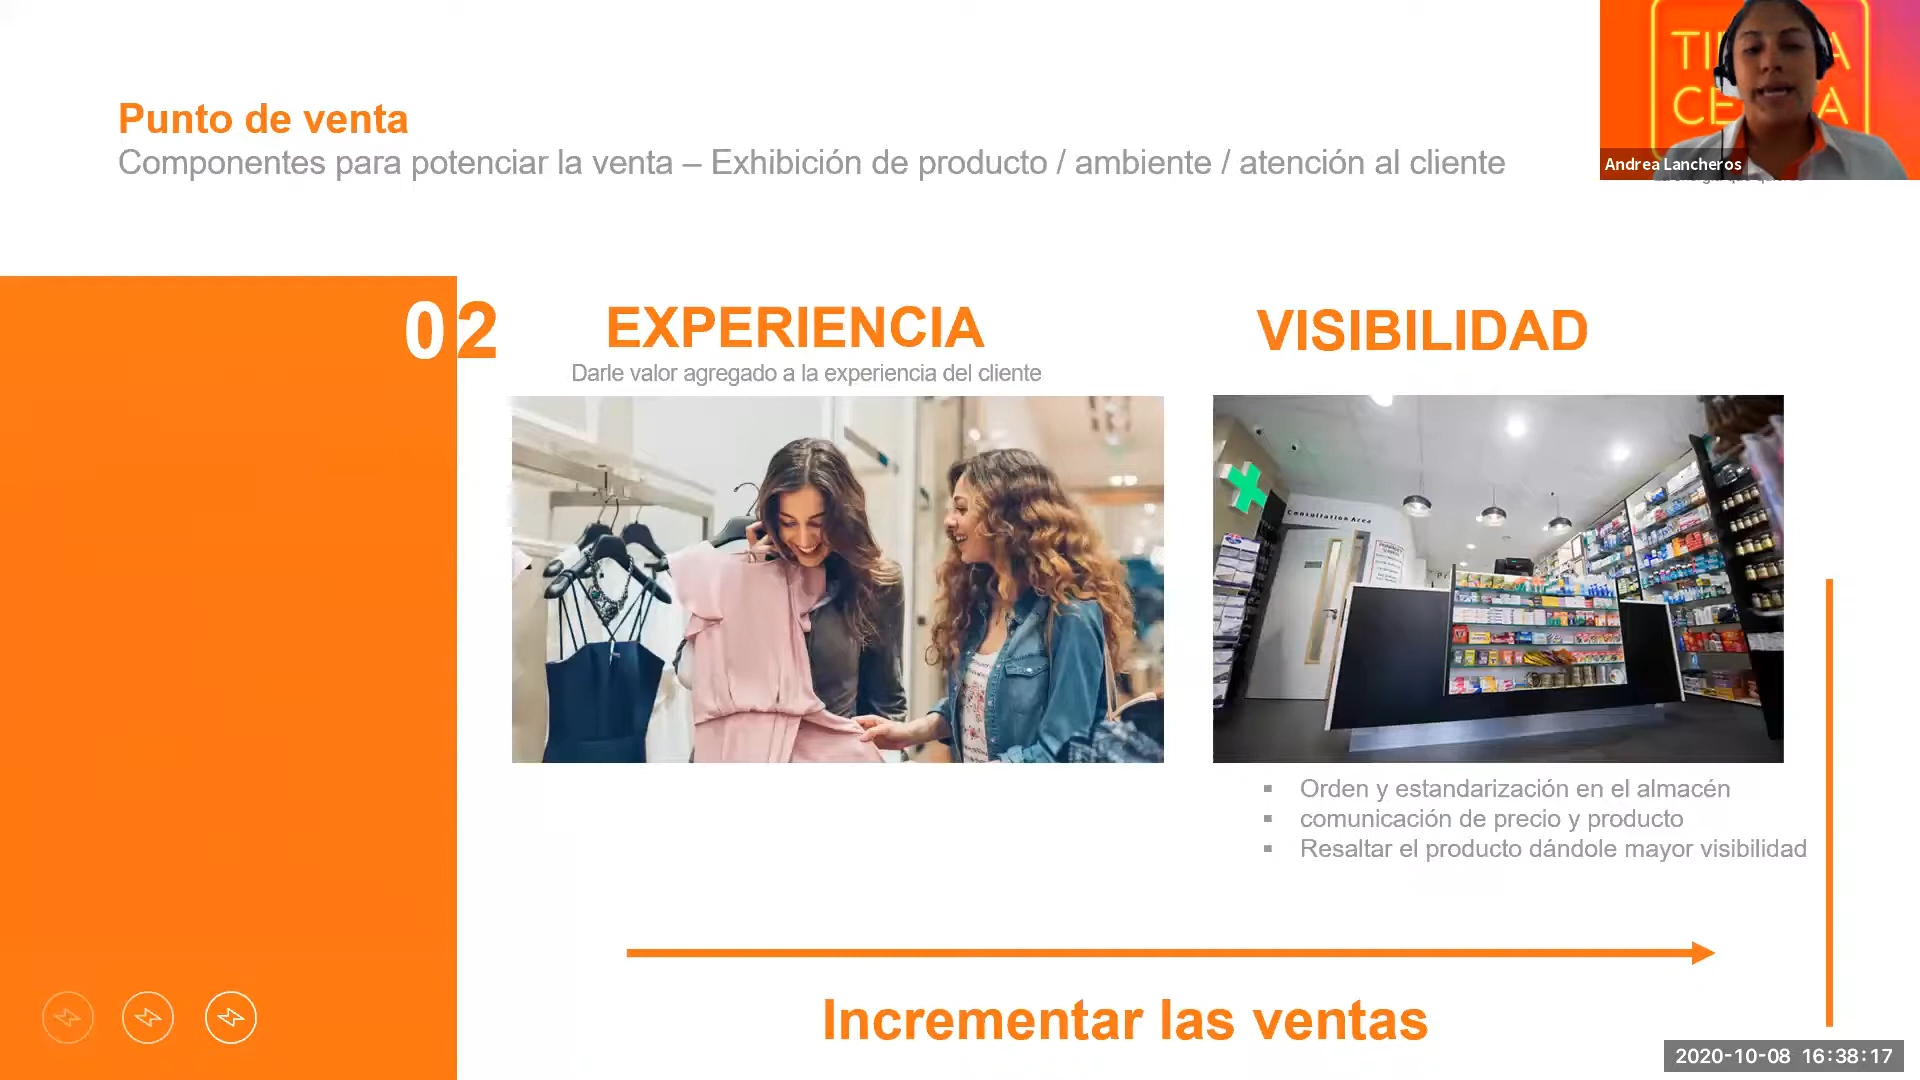 Punto de venta
Componentes para potenciar la venta – Exhibición de producto / ambiente / atención al cliente
Andrea Lancheros
02
EXPERIENCIA
Darle valor agregado a la experiencia del cliente
VISIBILIDAD
Consultation Area
▪ Orden y estandarización en el almacén
▪ comunicación de precio y producto
▪ Resaltar el producto dándole mayor visibilidad
Incrementar las ventas
2020-10-08 16:38:17